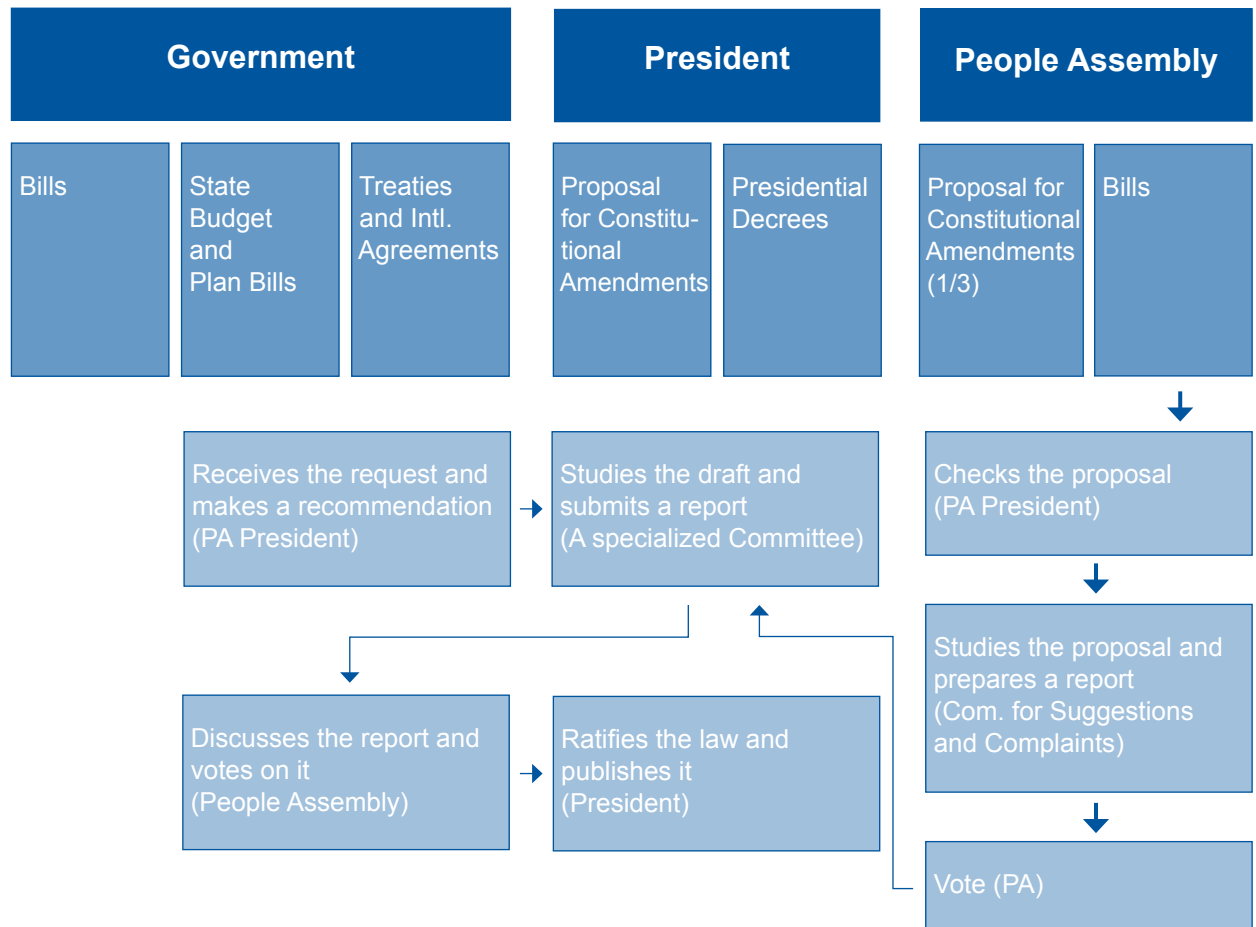 Government
President
People Assembly
Bills
State
Budget
and
Plan Bills
Treaties
and Intl.
Agreements
Proposal
for Constitu-
tional
Amendments
Presidential
Decrees
Proposal for
Constitutional
Amendments
(1/3)
Bills
Receives the request and
makes a recommendation
(PA President)
Studies the draft and
submits a report
(A specialized Committee)
Checks the proposal
(PA President)
Studies the proposal and
prepares a report
(Com. for Suggestions
and Complaints)
Discusses the report and
votes on it
(People Assembly)
Ratifies the law and
publishes it
(President)
Vote (PA)